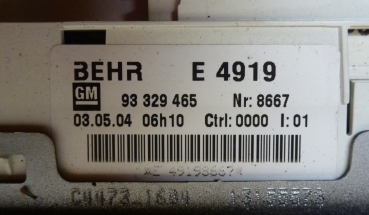 BEHR E 4919
GM 93 329 465 Nr: 8667
03.05.04 06h10 Ctrl: 0000 I: 01